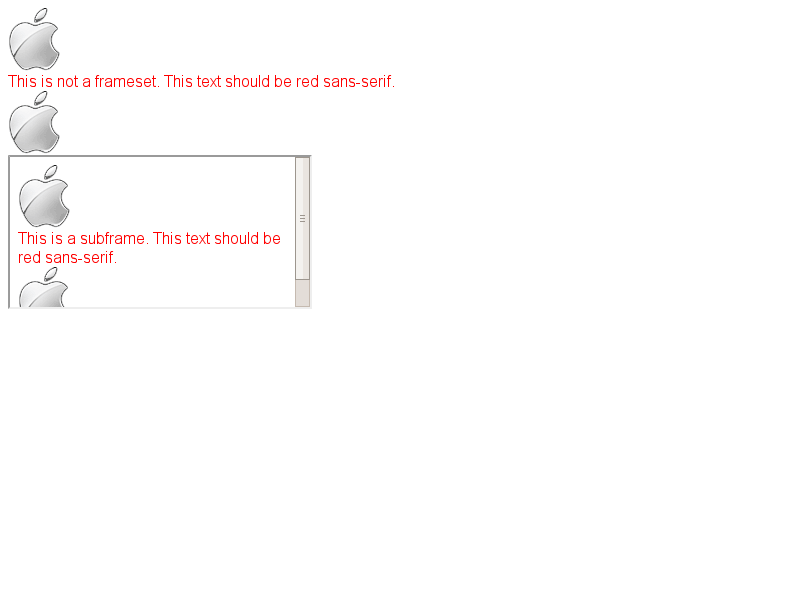 This is not a frameset. This text should be red sans-serif.
This is a subframe. This text should be
red sans-serif.